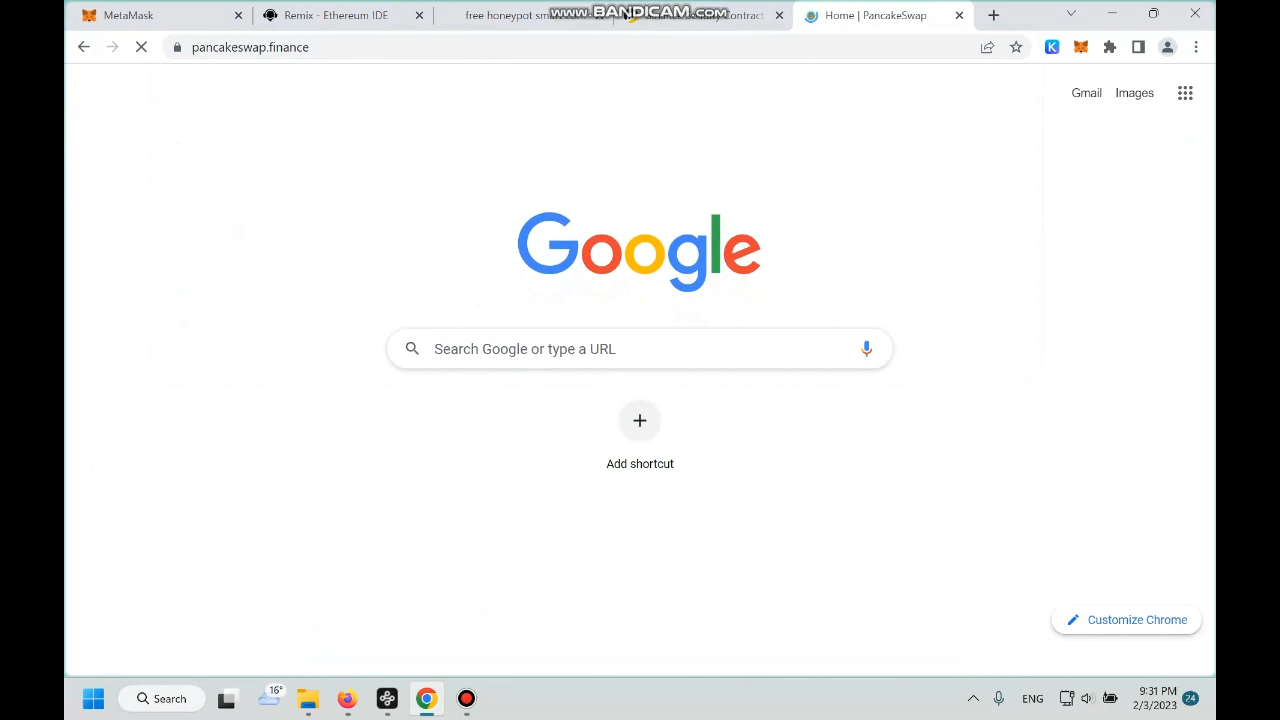 www.BANDICAM.com
MetaMask
Remix - Ethereum IDE
free honeypot sm
Contract
Home | PancakeSwap
pancakeswap.finance
Gmail
Images
Google
Search Google or type a URL
Add shortcut
Customize Chrome
16°
Search
ENG
9:31 PM
2/3/2023
24